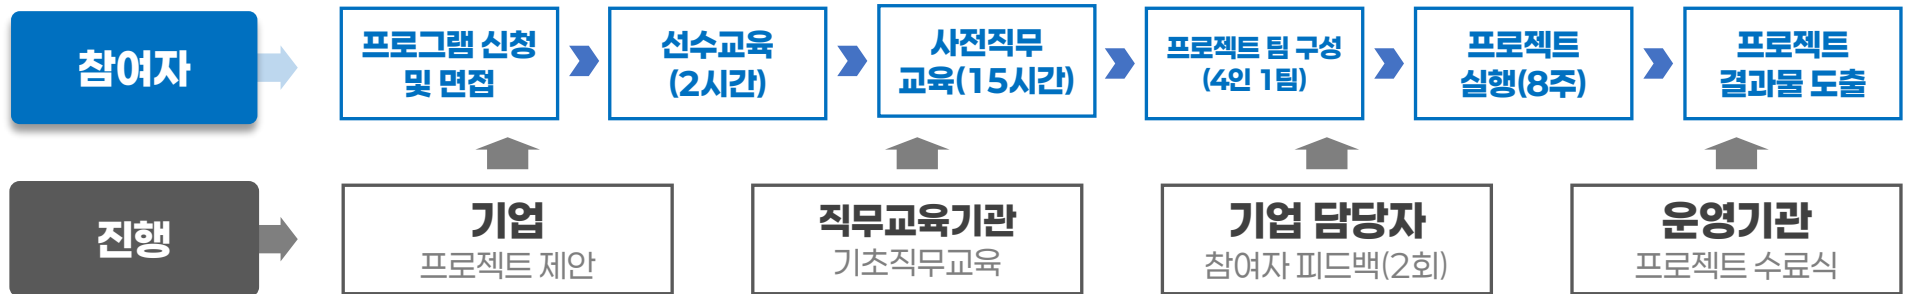 참여자
프로그램 신청
및 면접
선수교육
(2시간)
사전직무
교육(15시간)
프로젝트 팀 구성
(4인 1팀)
프로젝트
실행(8주)
프로젝트
결과물 도출
진행
기업
프로젝트 제안
직무교육기관
기초직무교육
기업 담당자
참여자 피드백(2회)
운영기관
프로젝트 수료식